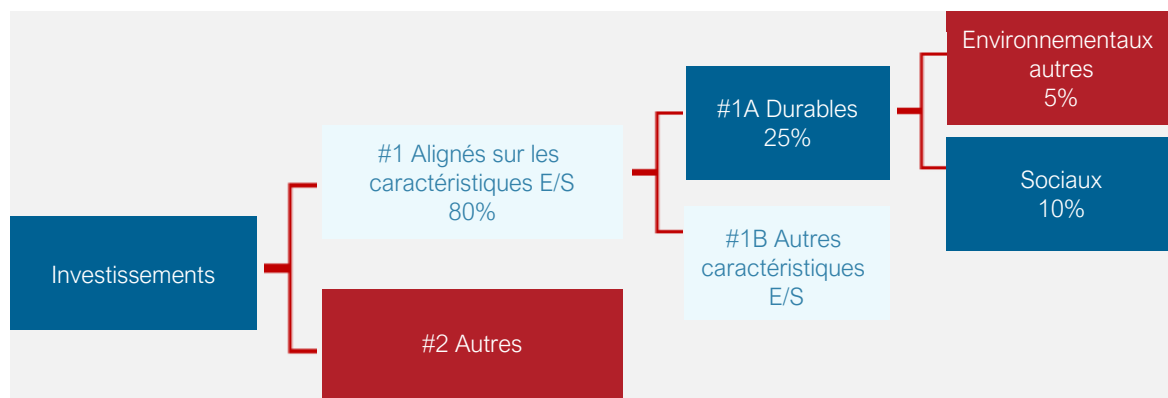 Investissements
#1 Alignés sur les
caractéristiques E/S
80%
#2 Autres
#1A Durables
25%
#1B Autres
caractéristiques
E/S
Environnementaux
autres
5%
Sociaux
10%